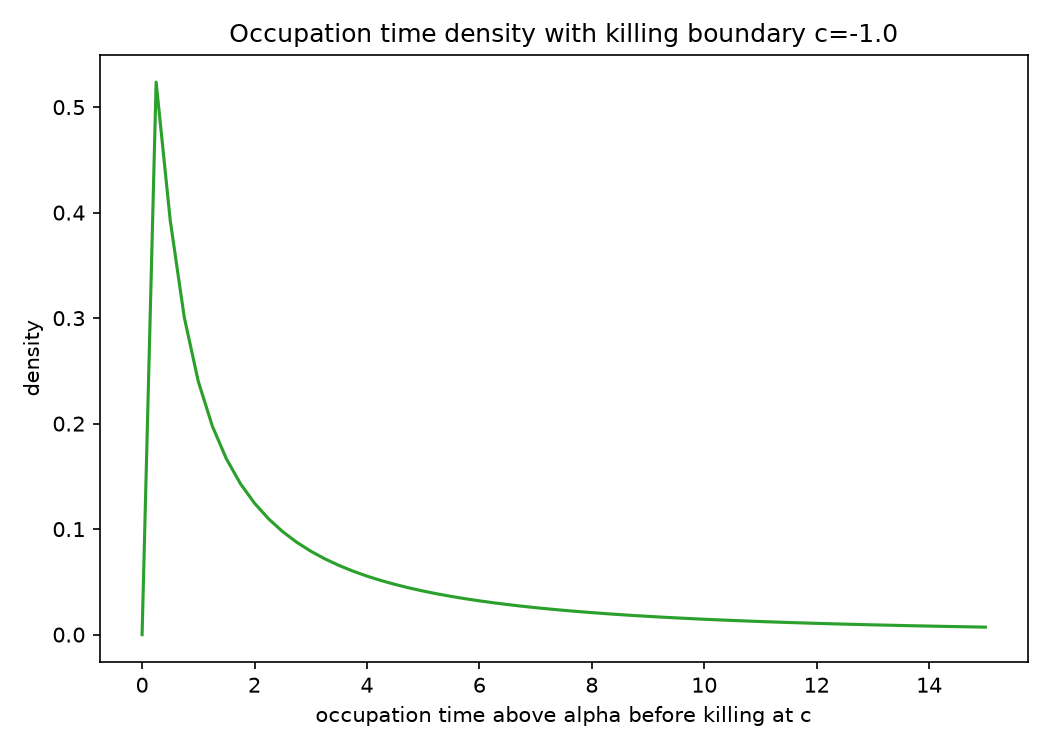 Occupation time density with killing boundary c=-1.0
density
0.5
0.4
0.3
0.2
0.1
0.0
0 2 4 6 8 10 12 14
occupation time above alpha before killing at c